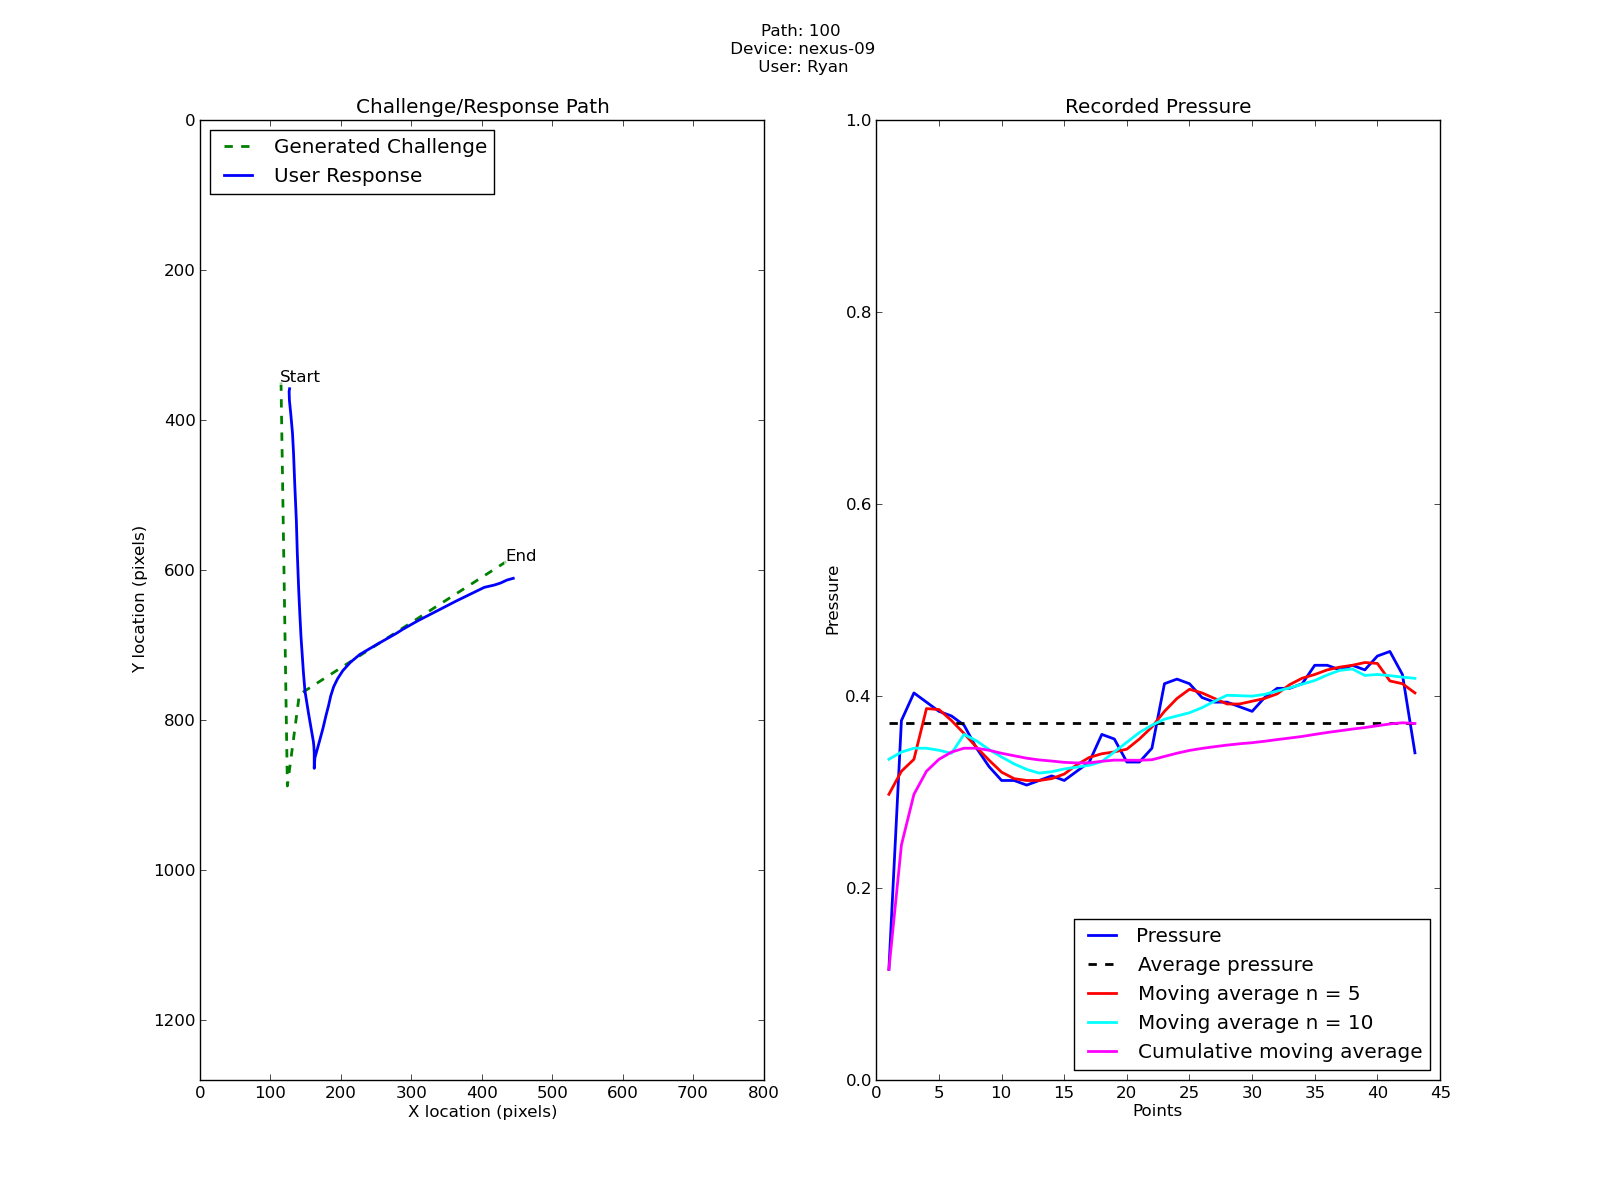 Path: 100
Device: nexus-09
User: Ryan
Challenge/Response Path
Generated Challenge
User Response
Start
End
0
200
400
600
800
1000
1200
Y location (pixels)
0 100 200 300 400 500 600 700 800
X location (pixels)
Recorded Pressure
1.0
0.8
0.6
0.4
0.2
0.0
Pressure
Pressure
Average pressure
Moving average n = 5
Moving average n = 10
Cumulative moving average
0 5 10 15 20 25 30 35 40 45
Points